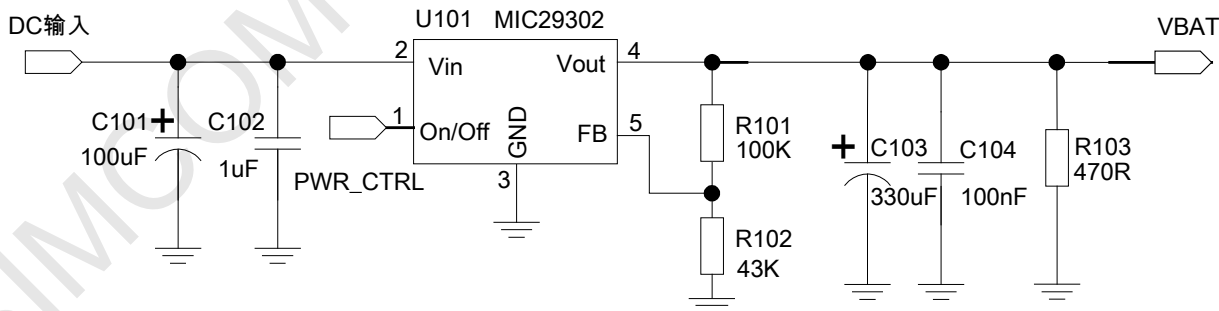 SIMCOM
DC输入
U101 MIC29302
VBAT
2
Vin
Vout
4
C101
+
100uF
C102
1uF
1
On/Off
PWR_CTRL
GND
3
FB
5
R101
100K
R102
43K
+
C103
330uF
C104
100nF
R103
470R